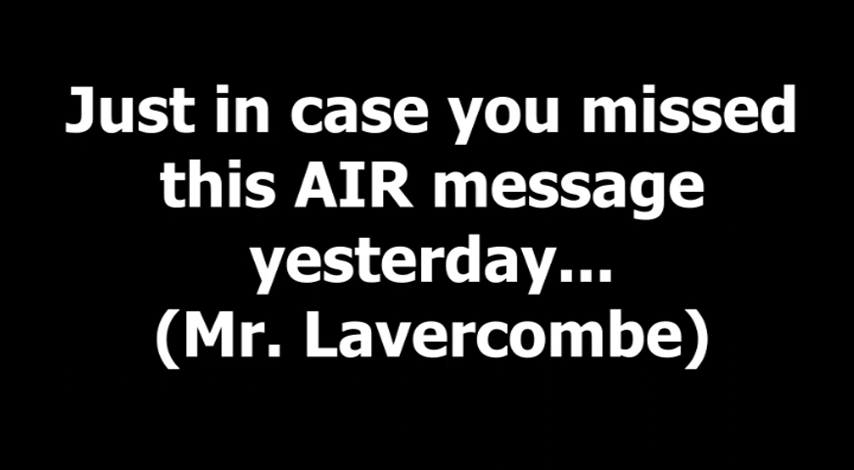 Just in case you missed
this AIR message
yesterday...
(Mr. Lavercombe)